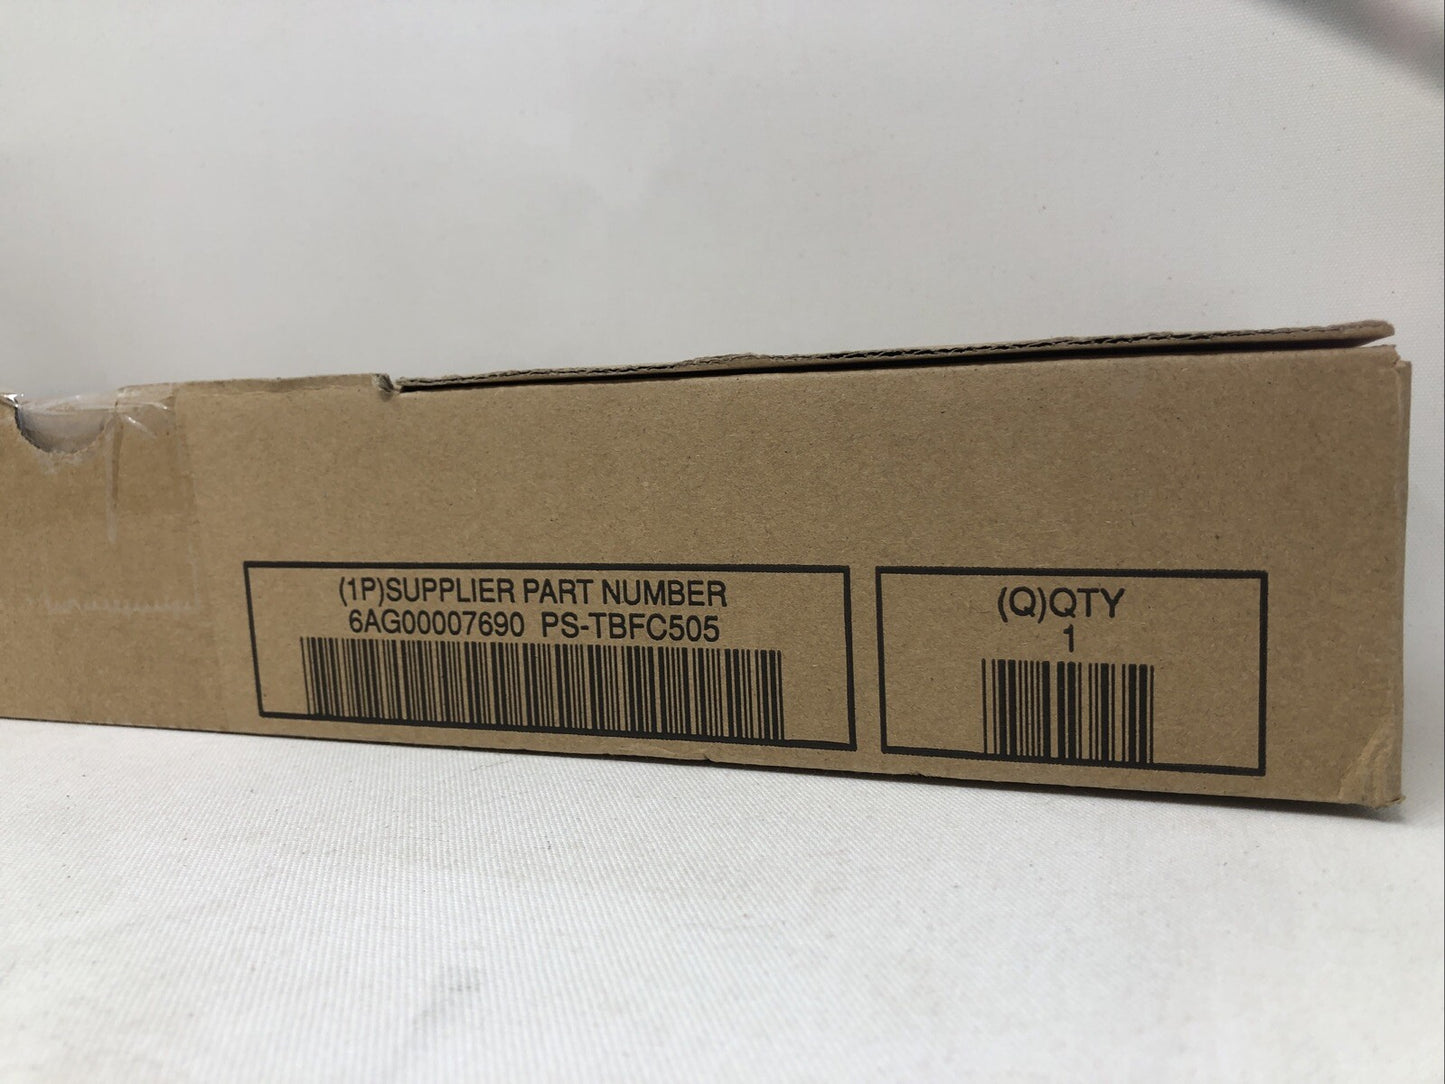 (1P)SUPPLIER PART NUMBER
6AG00007690 PS-TBFC505
(Q)QTY
1